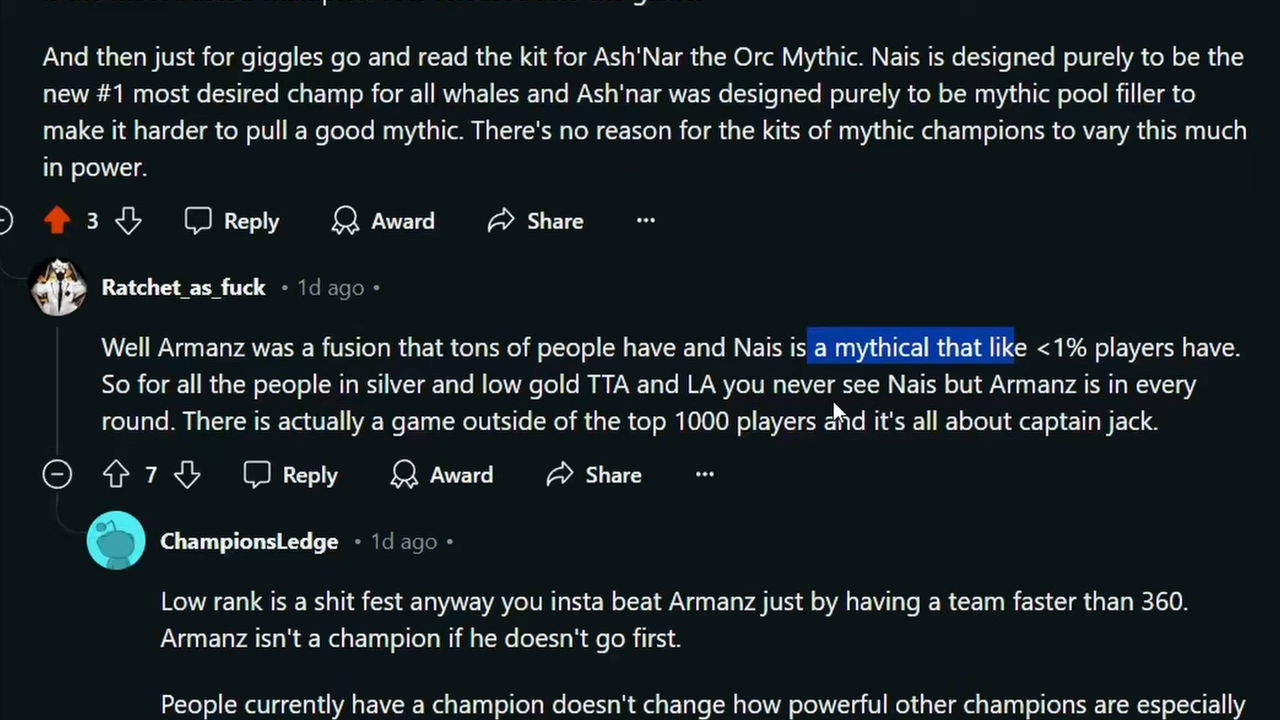 And then just for giggles go and read the kit for Ash'Nar the Orc Mythic. Nais is designed purely to be the
new #1 most desired champ for all whales and Ash'nar was designed purely to be mythic pool filler to
make it harder to pull a good mythic. There's no reason for the kits of mythic champions to vary this much
in power.
3 Reply Award Share ...
Ratchet_as_fuck • 1d ago •
Well Armanz was a fusion that tons of people have and Nais is a mythical that like <1% players have.
So for all the people in silver and low gold TTA and LA you never see Nais but Armanz is in every
round. There is actually a game outside of the top 1000 players and it's all about captain jack.
7 Reply Award Share ...
ChampionsLedge • 1d ago •
Low rank is a shit fest anyway you insta beat Armanz just by having a team faster than 360.
Armanz isn't a champion if he doesn't go first.
People currently have a champion doesn't change how powerful other champions are especially